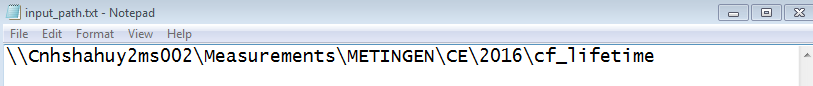 input_path.txt - Notepad
File Edit Format View Help
\\Cnhshahuy2ms002\Measurements\METINGEN\CE\2016\cf_lifetime